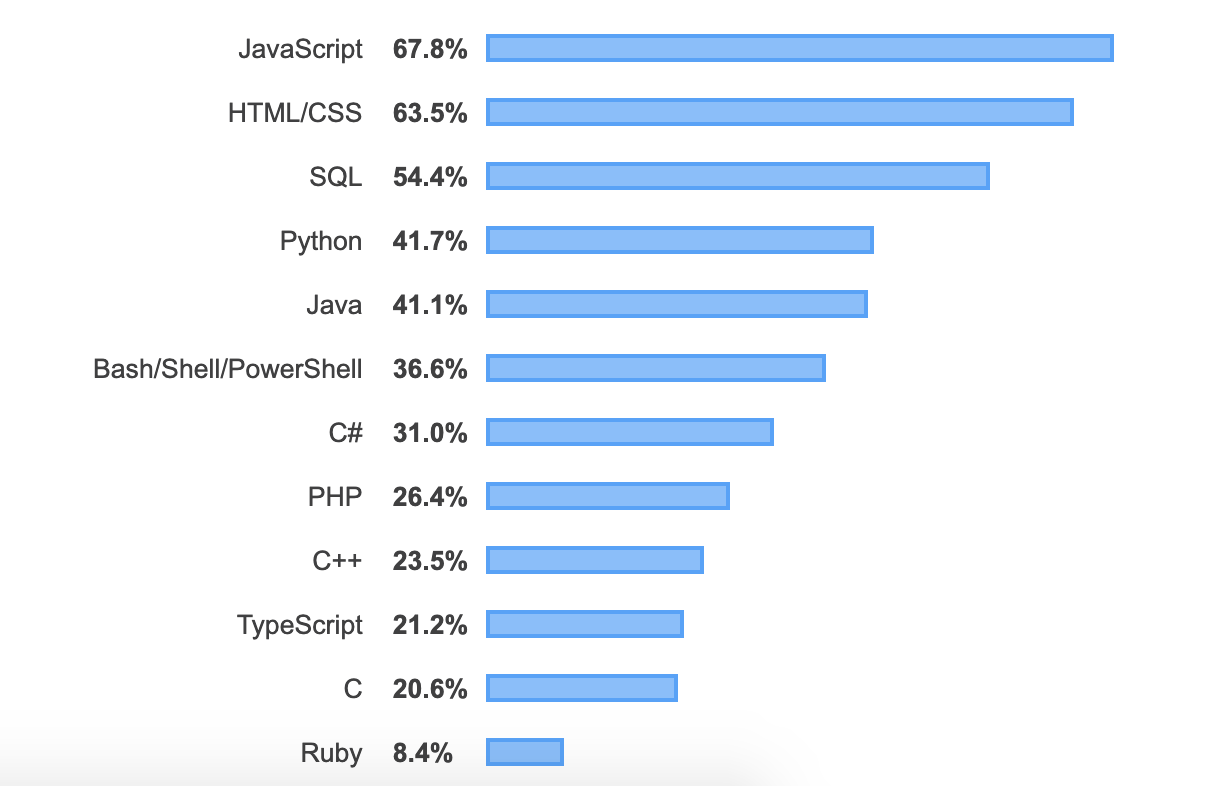 JavaScript 67.8%
HTML/CSS 63.5%
SQL 54.4%
Python 41.7%
Java 41.1%
Bash/Shell/PowerShell 36.6%
C# 31.0%
PHP 26.4%
C++ 23.5%
TypeScript 21.2%
C 20.6%
Ruby 8.4%